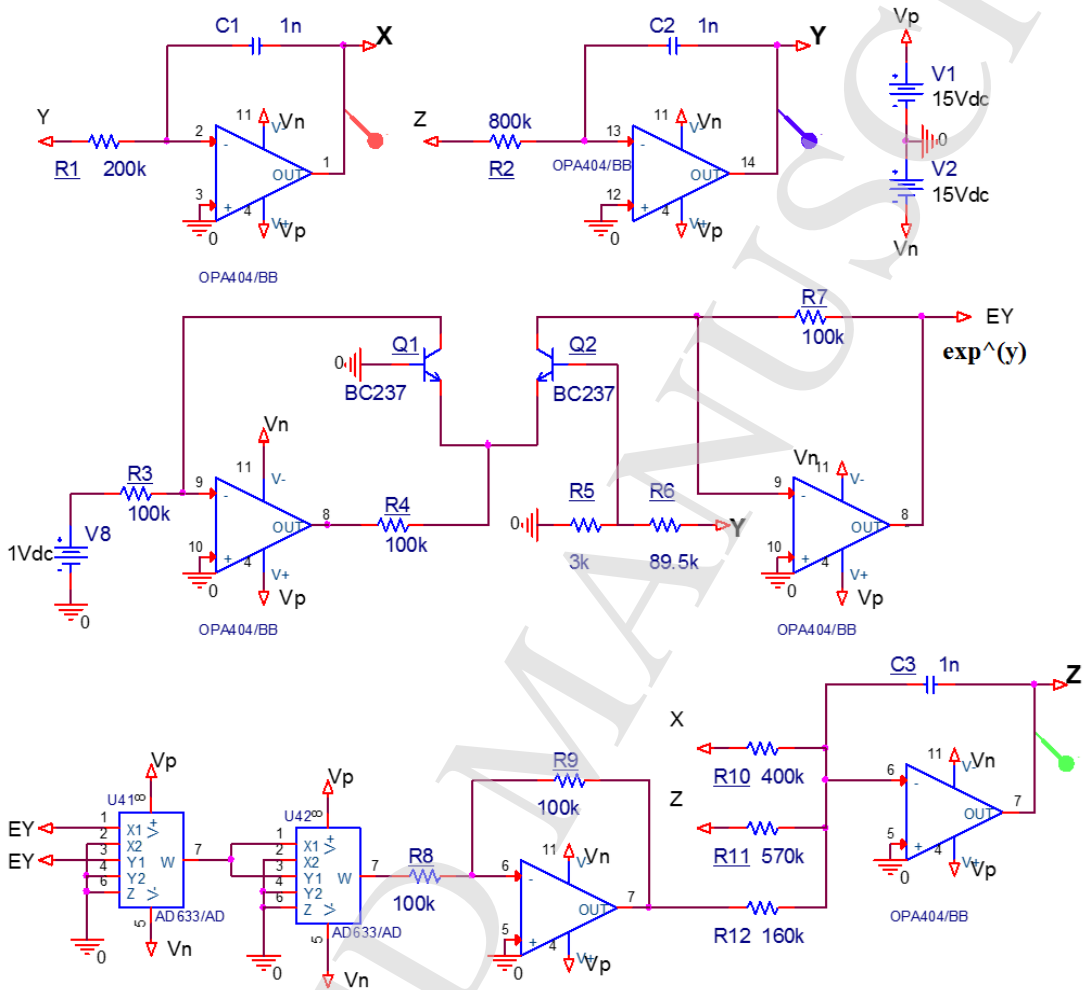 C1 1n
X
Y
R1 200k
11 Vn
V-
2
-
OUT
1
3
+
4
V+
Vp
0
OPA404/BB
C2 1n
Y
Z
800k
R2
11 Vn
V-
13
-
OPA404/BB
OUT
14
12
+
4
V+
Vp
0
Vp
V1
15Vdc
0
V2
15Vdc
Vn
R7
100k
EY
exp^(y)
0
Q1
BC237
Q2
BC237
Vn
11
V-
R3
100k
9
-
OUT
8
R4
100k
V8
1Vdc
0
10
+
4
V+
0
Vp
OPA404/BB
R5
0
3k
R6
89.5k
Y
Vn
11
V-
9
-
OUT
8
10
+
4
V+
0
Vp
OPA404/BB
C3 1n
Z
X
R10 400k
Z
R11 570k
11 Vn
V-
6
-
OUT
7
5
+
4
V+
0
Vp
OPA404/BB
Vp
U41
8
EY
EY
1 X1 V+
2 X2
3 Y1 W 7
4 Y2
6 Z V-
AD633/AD
5
0
Vn
Vp
U42
8
1 X1 V+
2 X2
3 Y1 W 7
4 Y2
6 Z V-
AD633/AD
5
0
Vn
R8
100k
R9
100k
11 Vn
V-
6
-
OUT
7
5
+
4
V+
0
Vp
R12 160k
D MANUSC